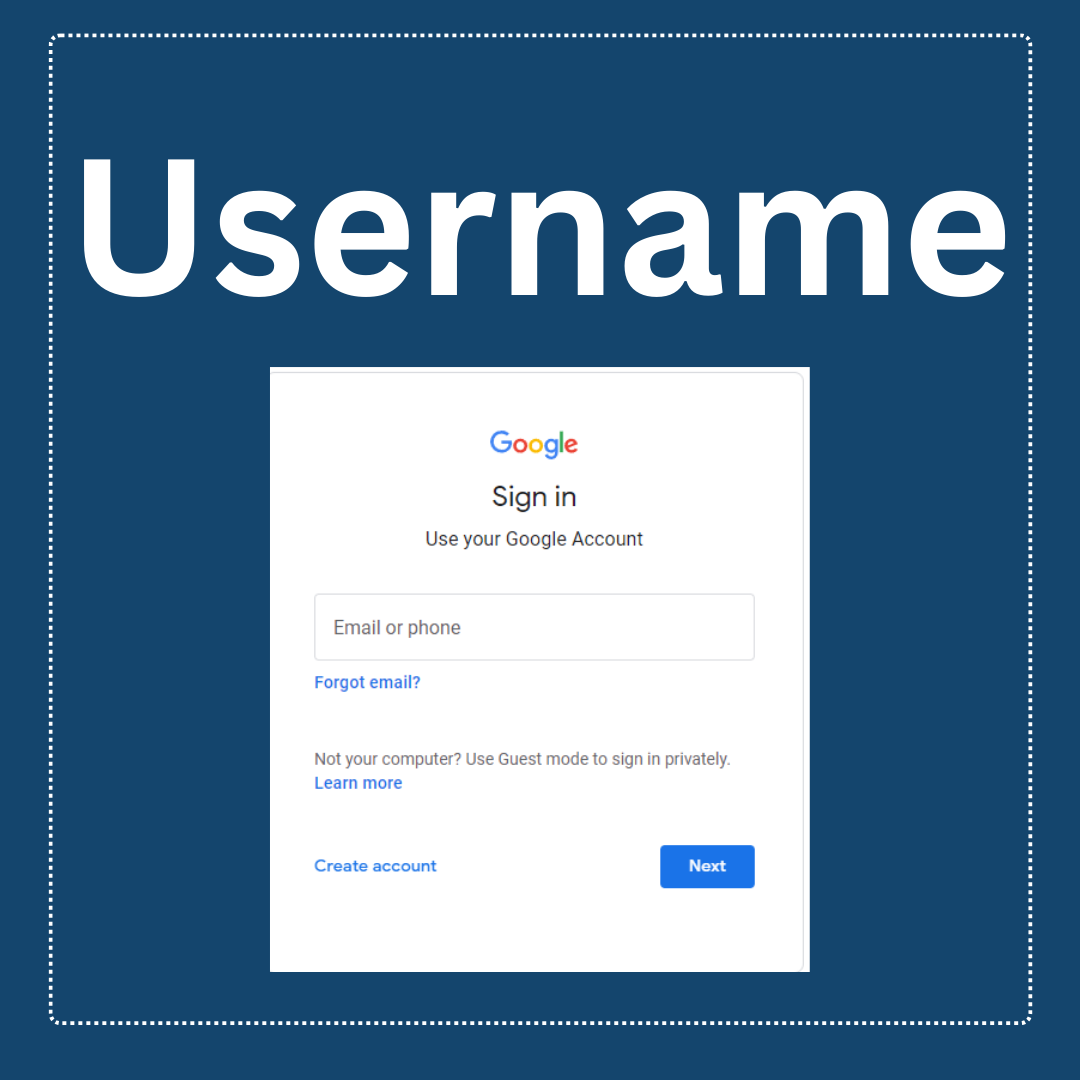 Username
Google
Sign in
Use your Google Account
Email or phone
Forgot email?
Not your computer? Use Guest mode to sign in privately.
Learn more
Create account
Next